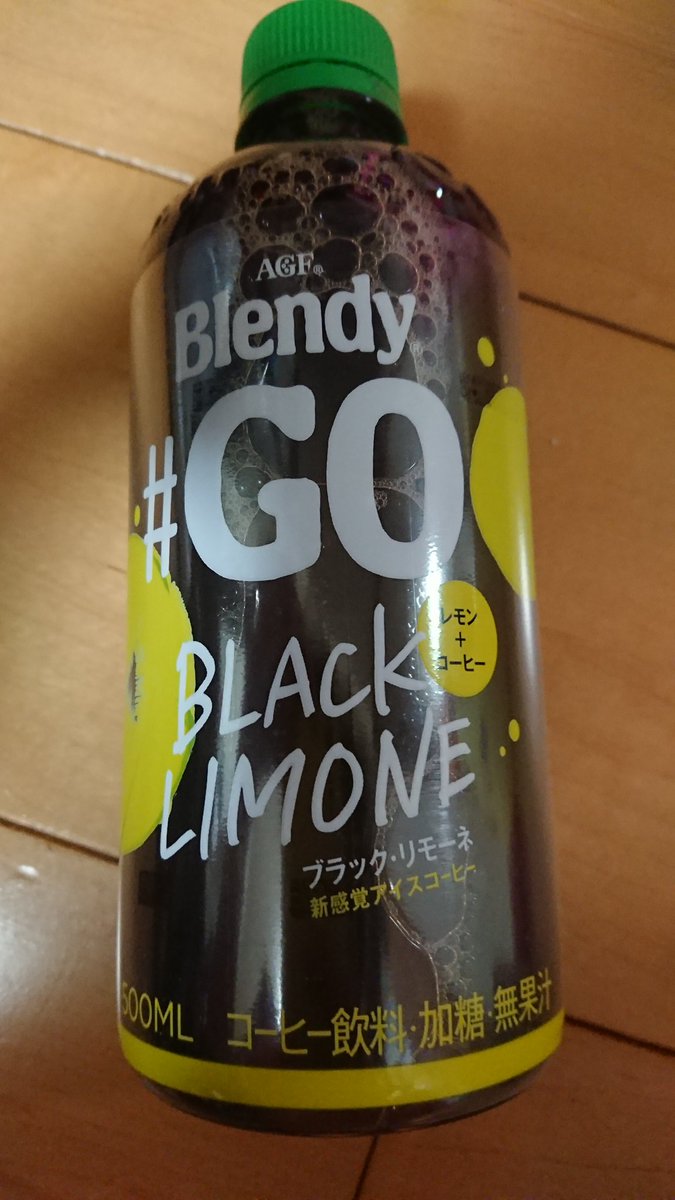 AGF®
Blendy®
#GO
レモン
+
コーヒー
BLACK
LIMONE
ブラック・リモーネ
新感覚アイスコーヒー
500ML コーヒー飲料・加糖・無果汁